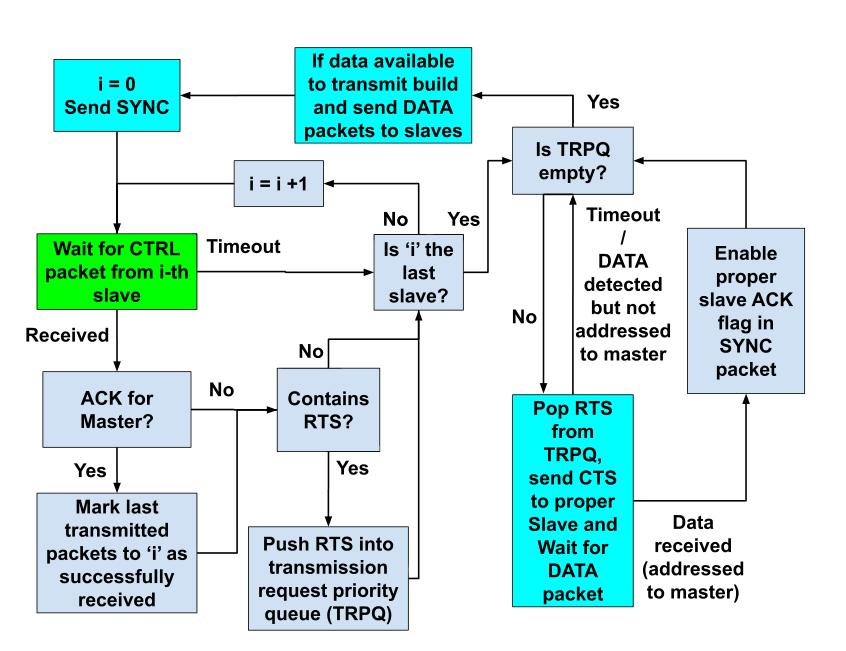 i = 0
Send SYNC
If data available
to transmit build
and send DATA
packets to slaves
Yes
Is TRPQ
empty?
i = i +1
No
Yes
Wait for CTRL
packet from i-th
slave
Timeout
Is ‘i’ the
last
slave?
Timeout
/
DATA
detected
but not
addressed
to master
No
Enable
proper
slave ACK
flag in
SYNC
packet
Received
ACK for
Master?
No
No
Contains
RTS?
Yes
Yes
Mark last
transmitted
packets to ‘i’ as
successfully
received
Push RTS into
transmission
request priority
queue (TRPQ)
Pop RTS
from
TRPQ,
send CTS
to proper
Slave and
Wait for
DATA
packet
Data
received
(addressed
to master)